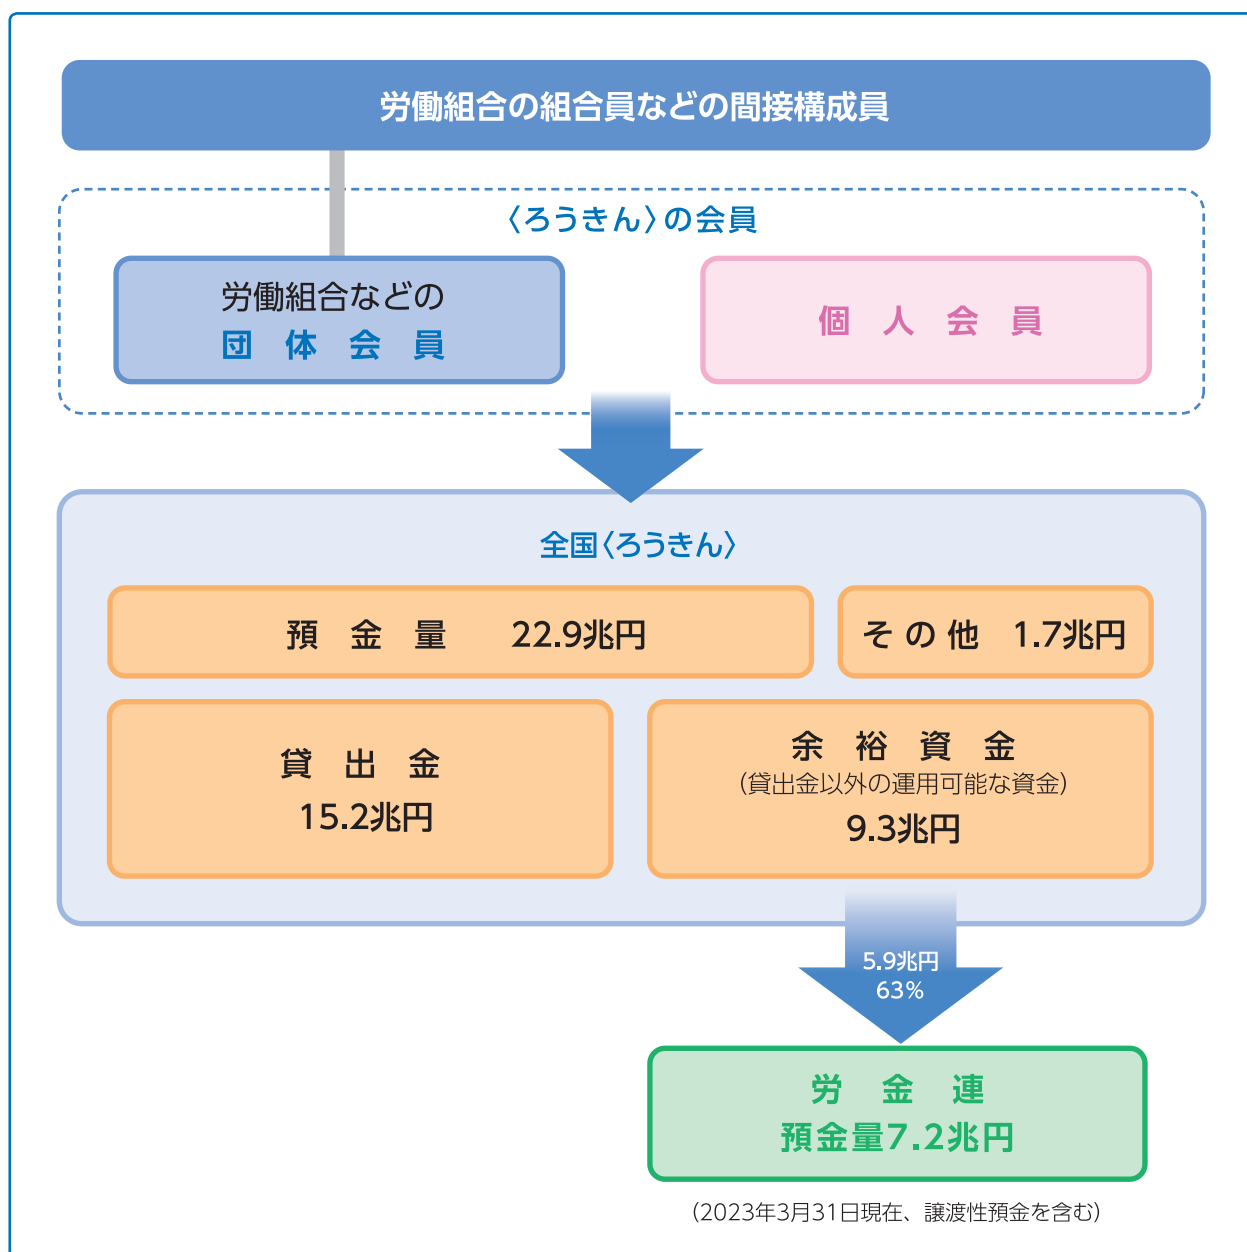 労働組合の組合員などの間接構成員
〈ろうきん〉の会員
労働組合などの
団体会員
個人会員
全国〈ろうきん〉
預金量 22.9兆円
その他 1.7兆円
貸出金
15.2兆円
余裕資金
(貸出金以外の運用可能な資金)
9.3兆円
5.9兆円
63%
労金連
預金量7.2兆円
(2023年3月31日現在、譲渡性預金を含む)